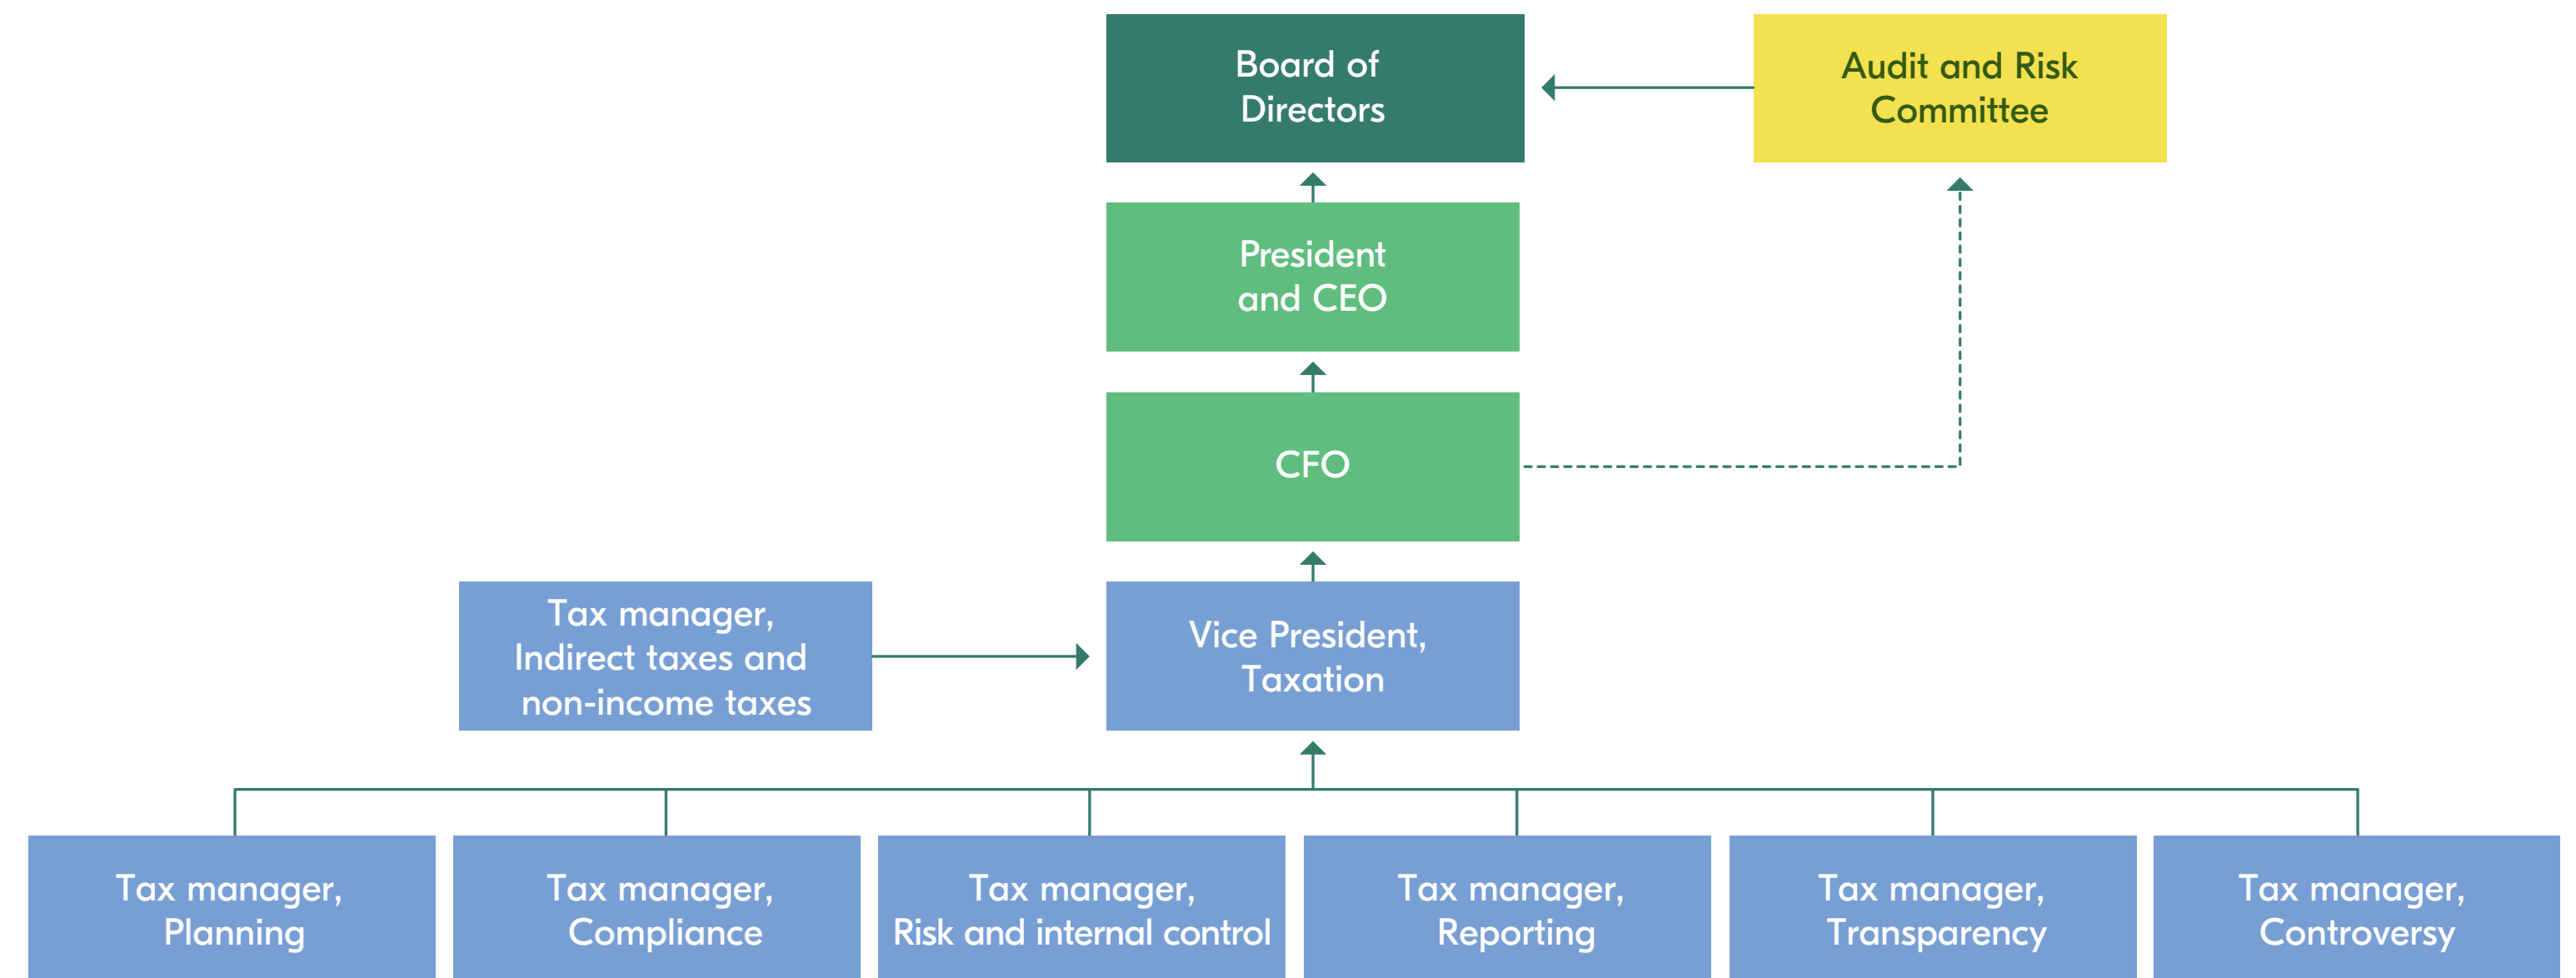 Board of
Directors
Audit and Risk
Committee
President
and CEO
CFO
Tax manager,
Indirect taxes and
non-income taxes
Vice President,
Taxation
Tax manager,
Planning
Tax manager,
Compliance
Tax manager,
Risk and internal control
Tax manager,
Reporting
Tax manager,
Transparency
Tax manager,
Controversy